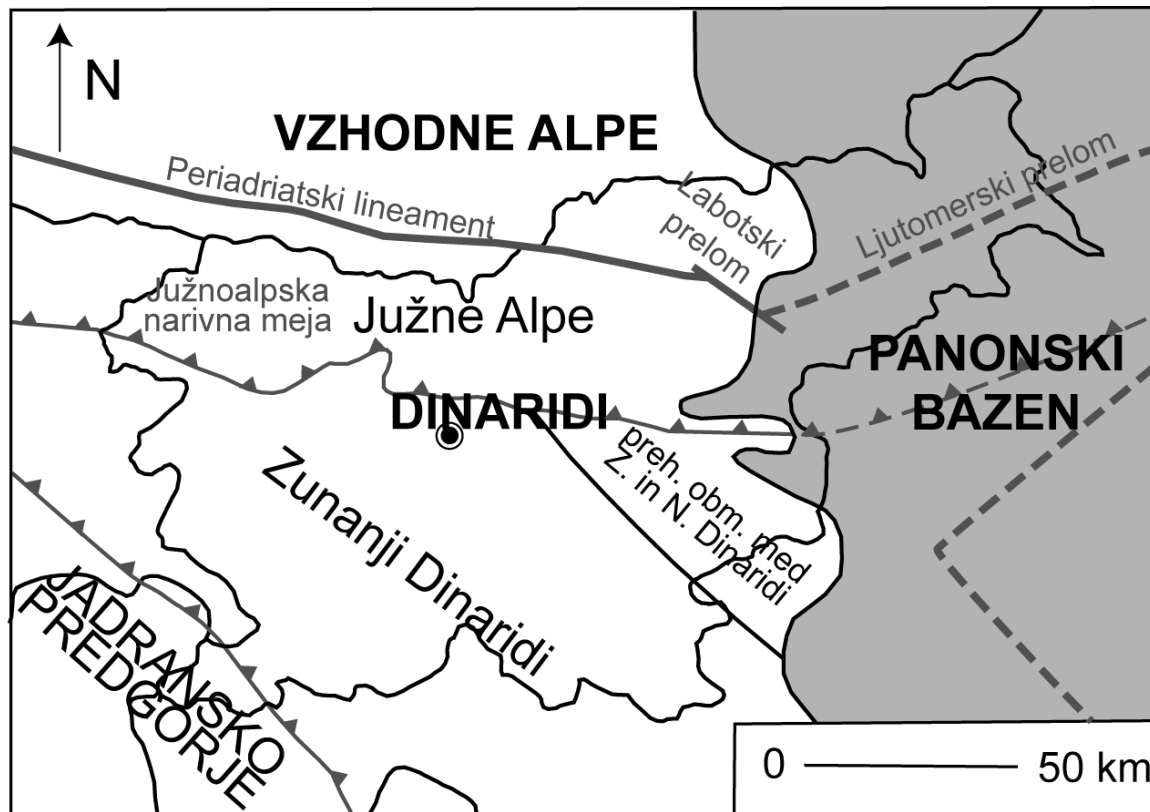 N
VZHODNE ALPE
Periadriatski lineament
Labotski
prelom
Ljutomerski prelom
Južnoalpska
narivna meja
Južne Alpe
PANONSKI
BAZEN
DINARIDI
preh. obm. med
Z. in N. Dinaridi
Zunanji Dinaridi
JADRANSKO
PREDGORJE
0 50 km